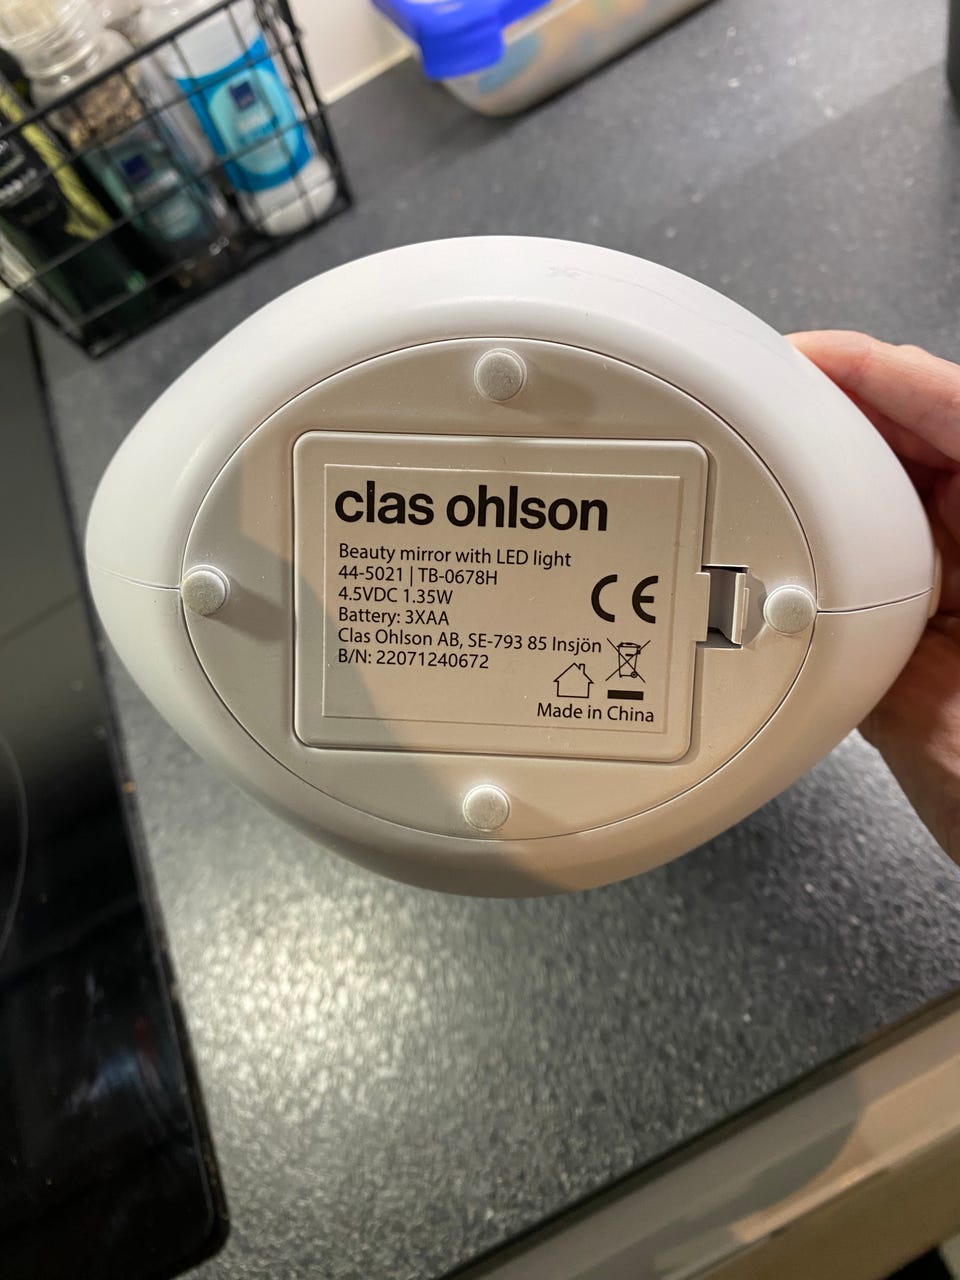 clas ohlson
Beauty mirror with LED light
44-5021 | TB-0678H
4.5VDC 1.35W
Battery: 3XAA
Clas Ohlson AB, SE-793 85 Insjön
B/N: 22071240672
CE
Made in China